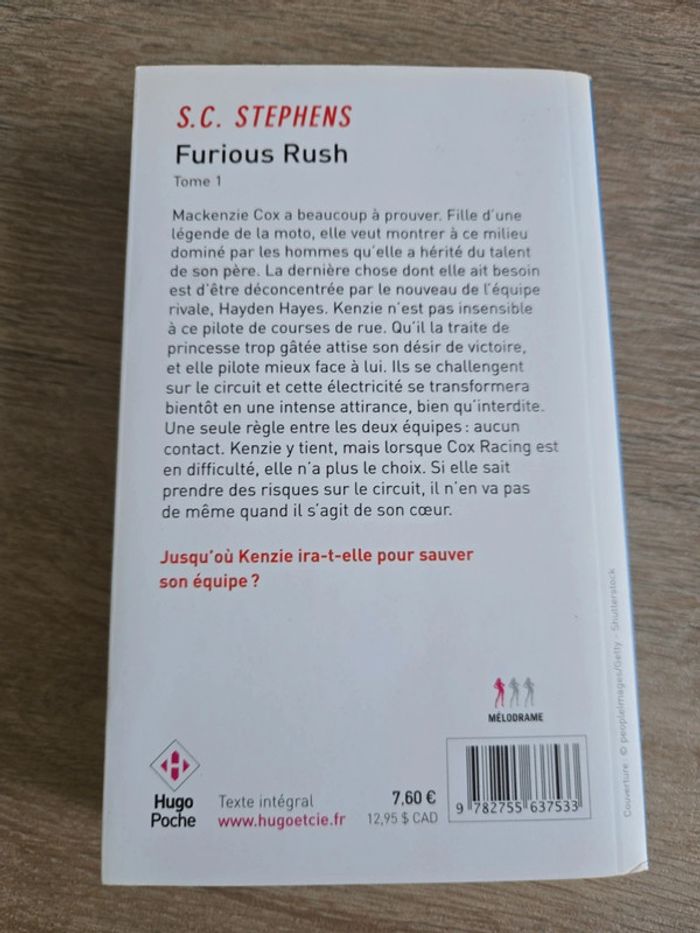 S.C. STEPHENS
Furious Rush
Tome 1
Mackenzie Cox a beaucoup à prouver. Fille d'une
légende de la moto, elle veut montrer à ce milieu
dominé par les hommes qu'elle a hérité du talent
de son père. La dernière chose dont elle ait besoin
est d'être déconcentrée par le nouveau de l'équipe
rivale, Hayden Hayes. Kenzie n'est pas insensible
à ce pilote de courses de rue. Qu'il la traite de
princesse trop gâtée attise son désir de victoire,
et elle pilote mieux face à lui. Ils se challengent
sur le circuit et cette électricité se transformera
bientôt en une intense attirance, bien qu'interdite.
Une seule règle entre les deux équipes : aucun
contact. Kenzie y tient, mais lorsque Cox Racing est
en difficulté, elle n'a plus le choix. Si elle sait
prendre des risques sur le circuit, il n'en va pas
de même quand il s'agit de son cœur.
Jusqu'où Kenzie ira-t-elle pour sauver
son équipe ?
MÉLODRAME
Hugo
Poche
Texte intégral
www.hugoetcie.fr
7,60 €
12,95 $ CAD
9 782755 637533
Couverture : © peopleImages/Getty - Shutterstock